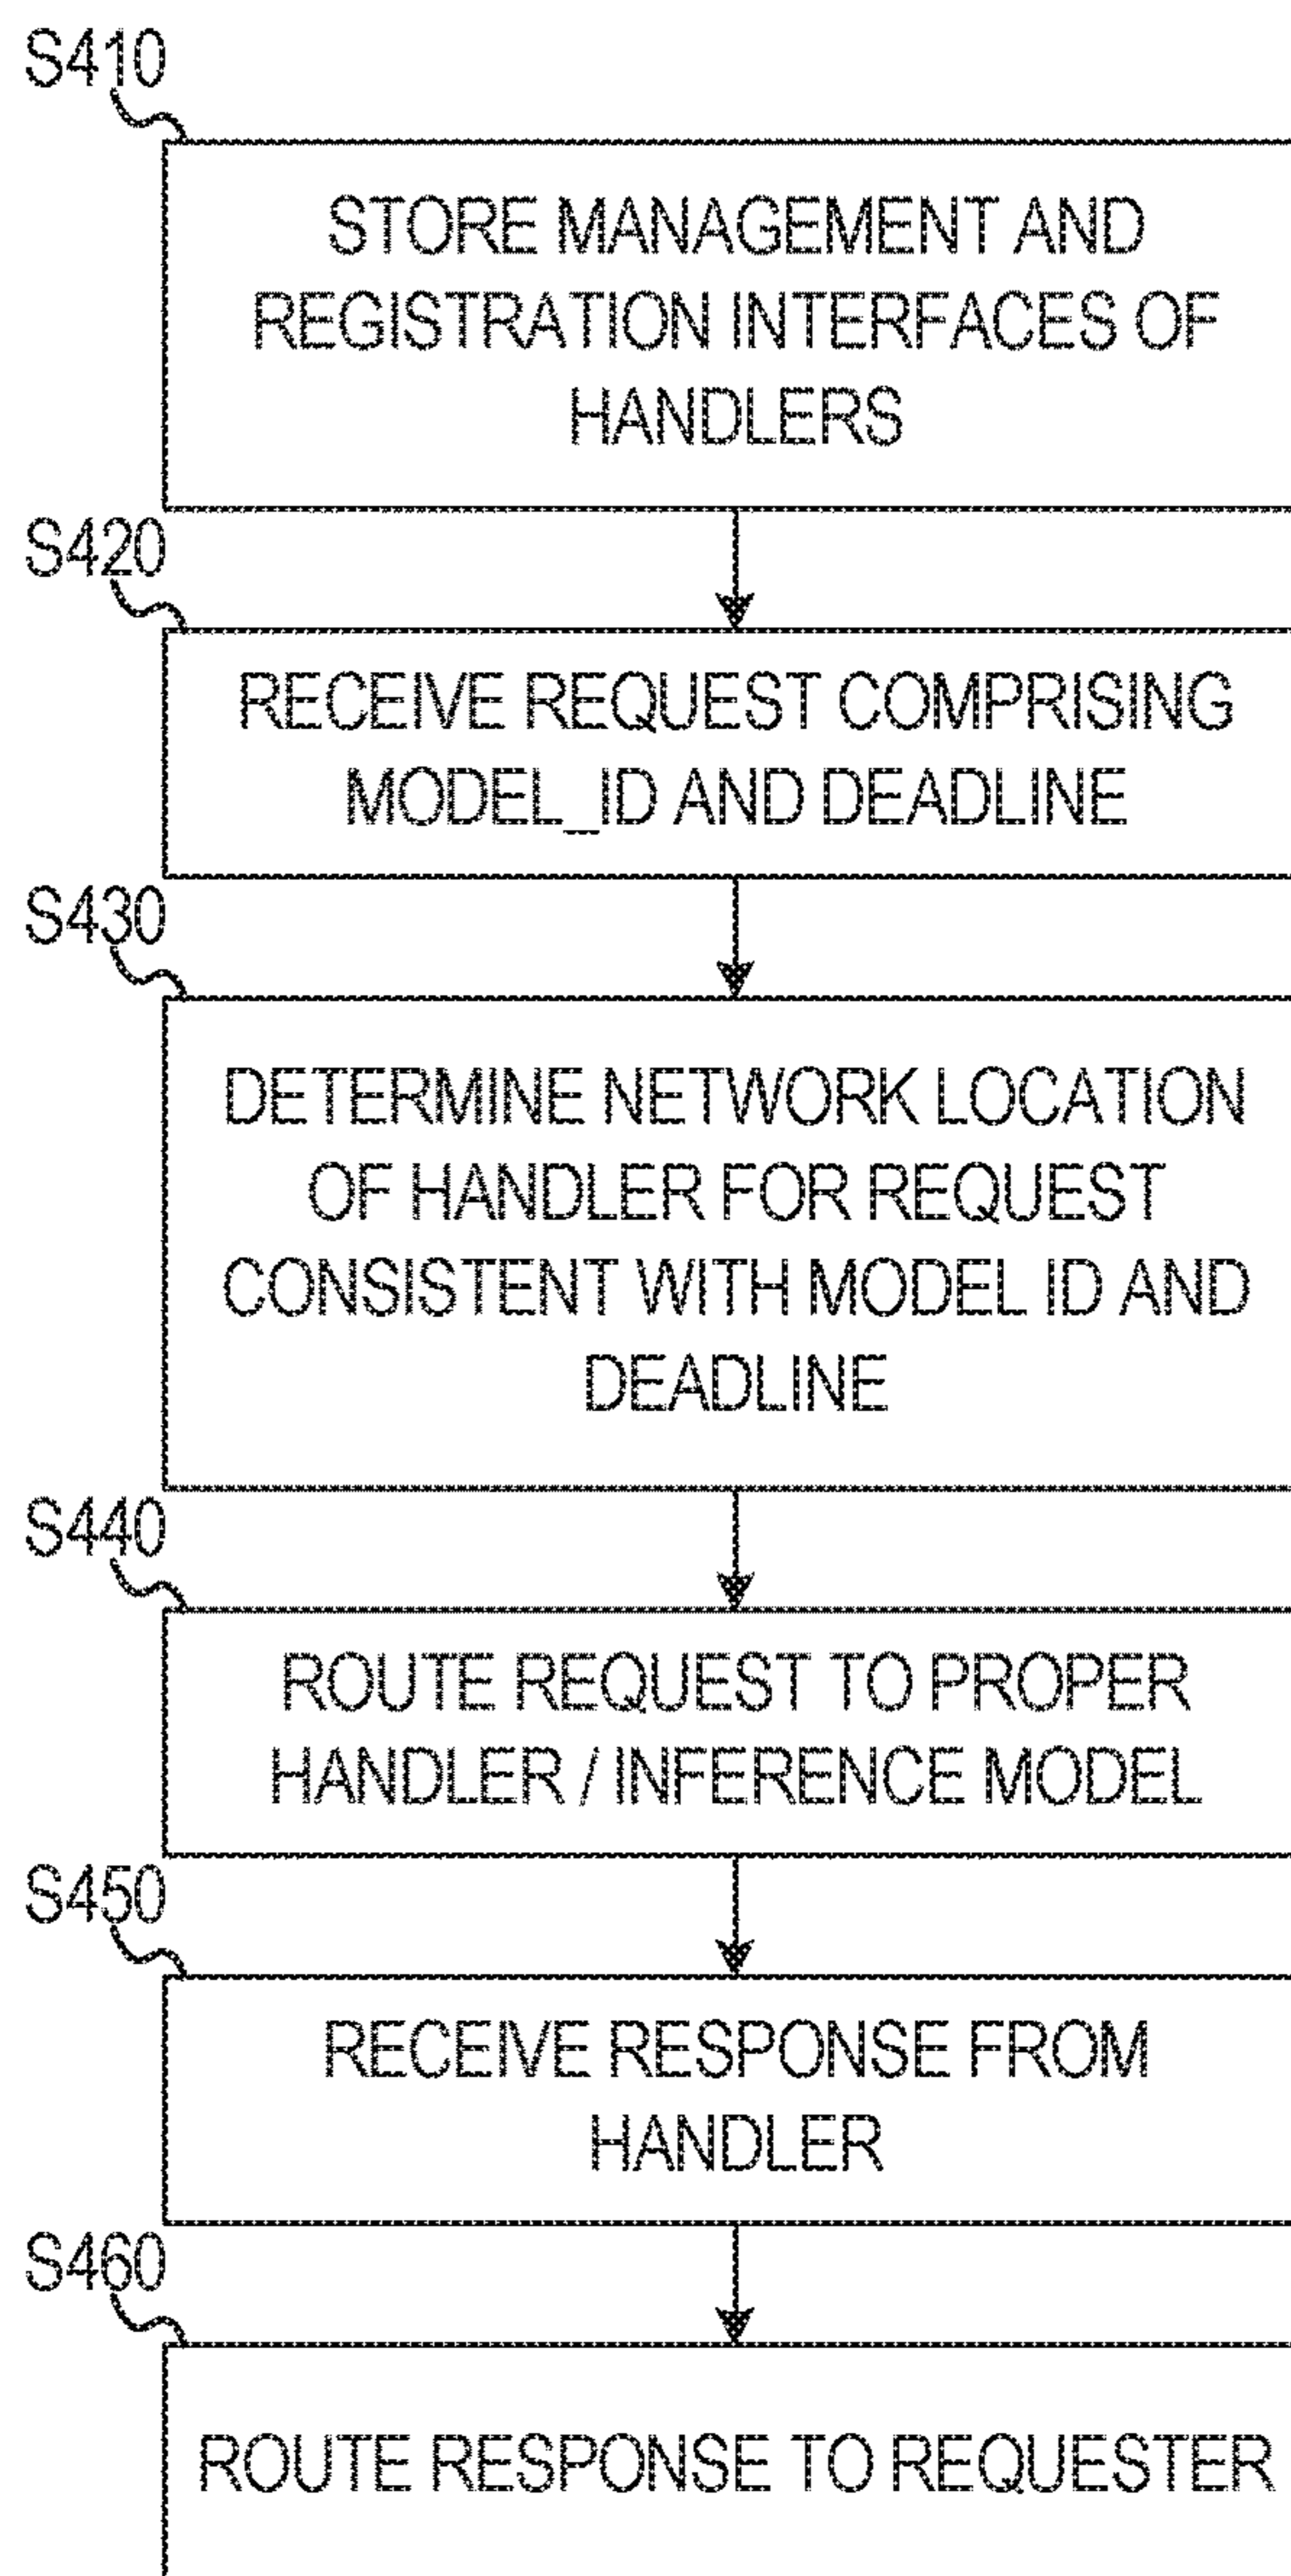 S410
STORE MANAGEMENT AND
REGISTRATION INTERFACES OF
HANDLERS
S420
RECEIVE REQUEST COMPRISING
MODEL_ID AND DEADLINE
S430
DETERMINE NETWORK LOCATION
OF HANDLER FOR REQUEST
CONSISTENT WITH MODEL ID AND
DEADLINE
S440
ROUTE REQUEST TO PROPER
HANDLER / INFERENCE MODEL
S450
RECEIVE RESPONSE FROM
HANDLER
S460
ROUTE RESPONSE TO REQUESTER